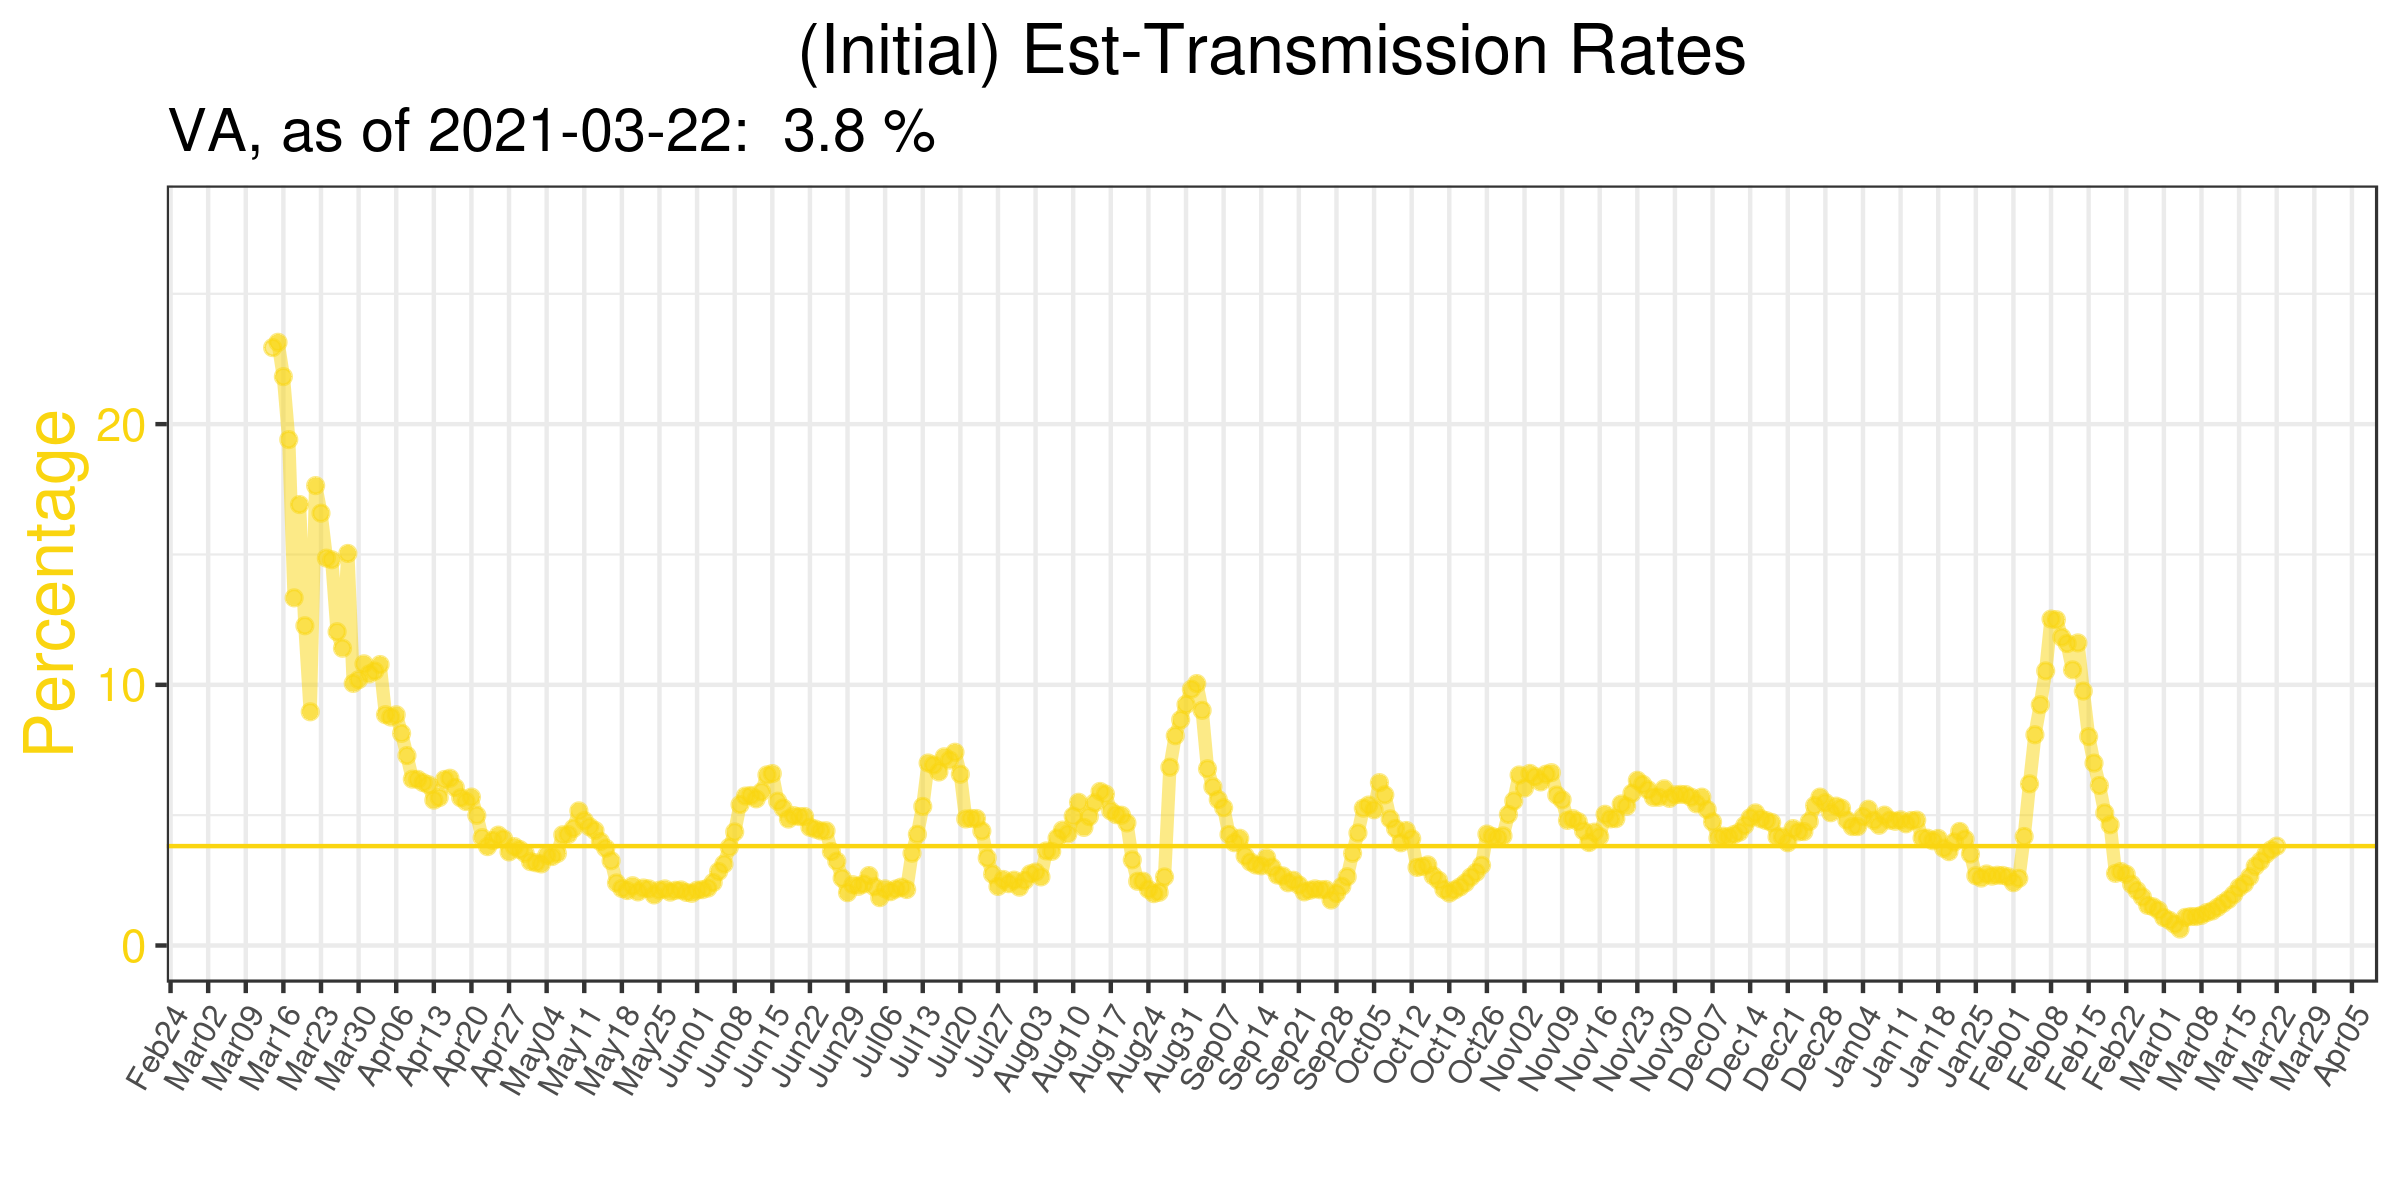 (Initial) Est-Transmission Rates
VA, as of 2021-03-22:  3.8 %
Percentage
20
10
0
Feb24
Mar02
Mar09
Mar16
Mar23
Mar30
Apr06
Apr13
Apr20
Apr27
May04
May11
May18
May25
Jun01
Jun08
Jun15
Jun22
Jun29
Jul06
Jul13
Jul20
Jul27
Aug03
Aug10
Aug17
Aug24
Aug31
Sep07
Sep14
Sep21
Sep28
Oct05
Oct12
Oct19
Oct26
Nov02
Nov09
Nov16
Nov23
Nov30
Dec07
Dec14
Dec21
Dec28
Jan04
Jan11
Jan18
Jan25
Feb01
Feb08
Feb15
Feb22
Mar01
Mar08
Mar15
Mar22
Mar29
Apr05